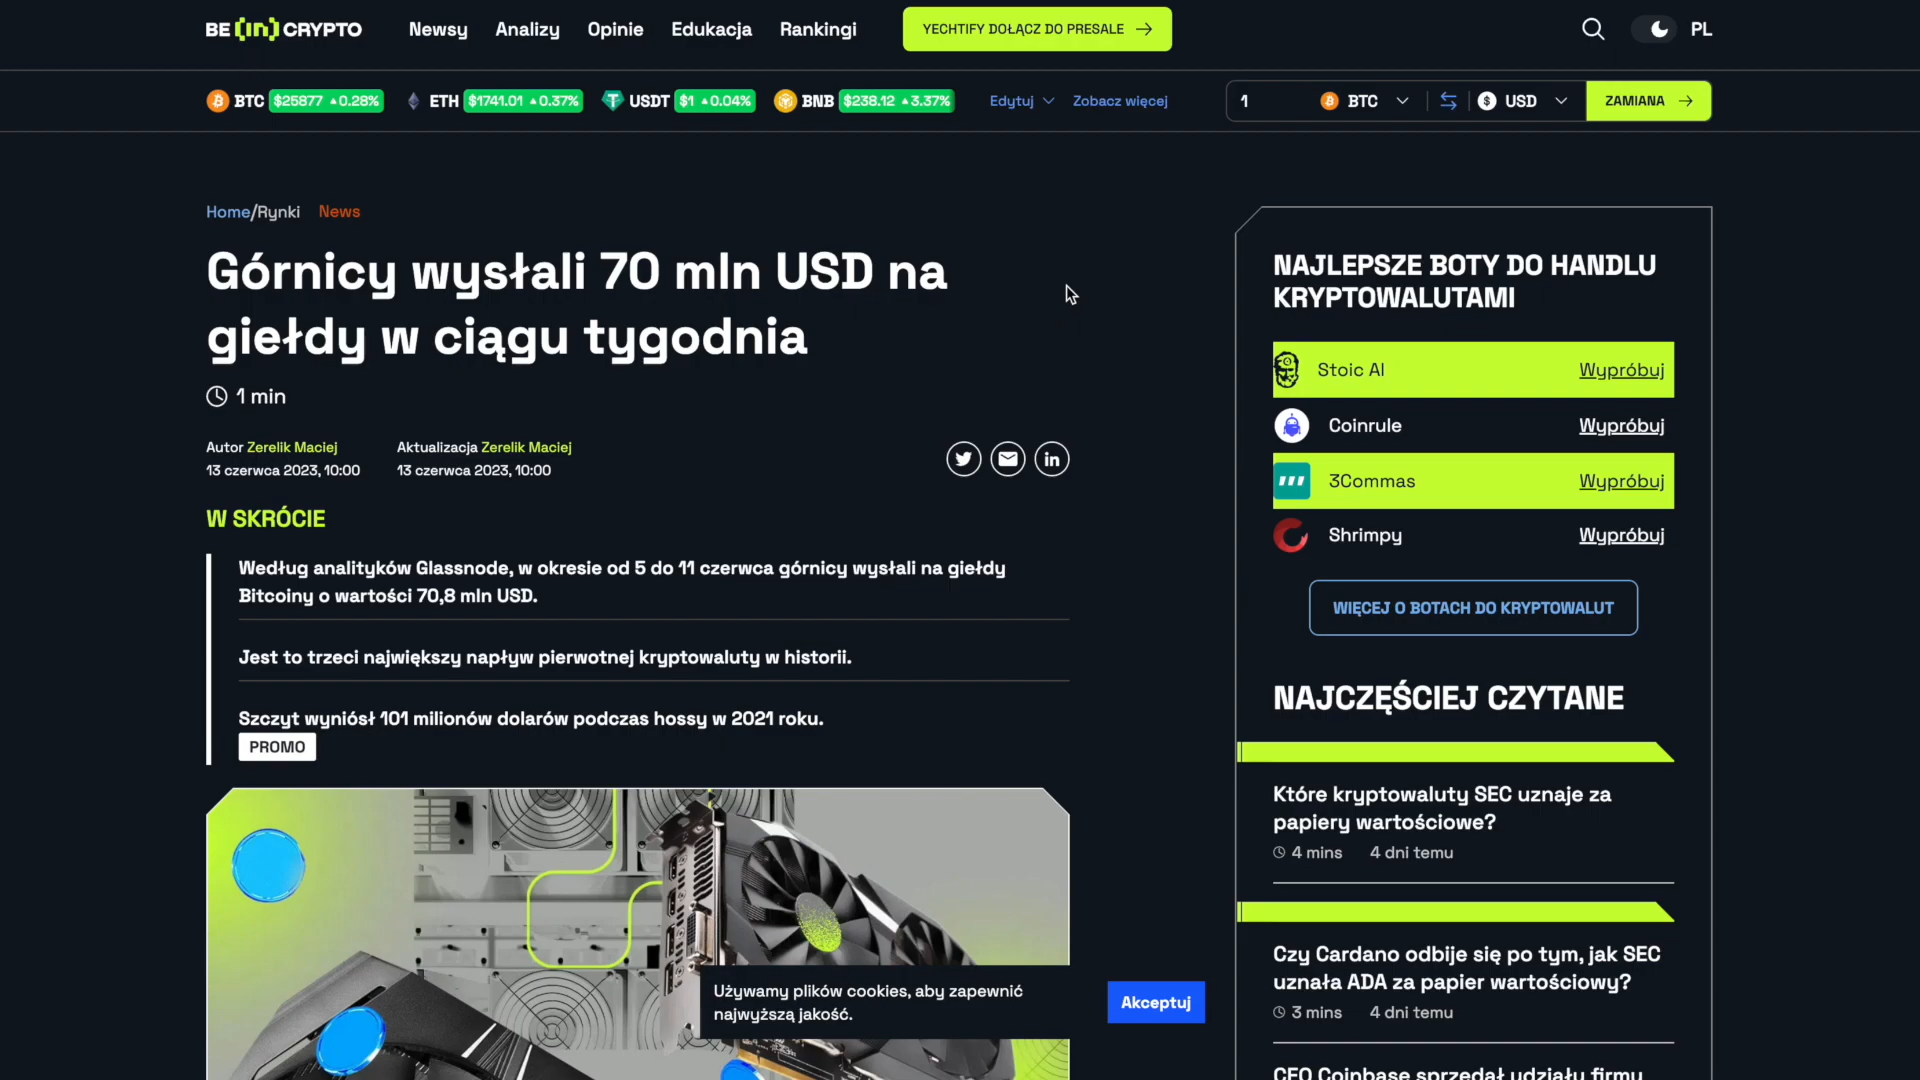 BE [in] CRYPTO
Newsy
Analizy
Opinie
Edukacja
Rankingi
YECHTIFY DOŁĄCZ DO PRESALE
PL
BTC $25877 ▲0.28%
ETH $1741.01 ▲0.37%
USDT $1 ▲0.04%
BNB $238.12 ▲3.37%
Edytuj
Zobacz więcej
1
BTC
USD
ZAMIANA
Home/Rynki News
Górnicy wysłali 70 mln USD na
giełdy w ciągu tygodnia
1 min
Autor Zerelik Maciej
13 czerwca 2023, 10:00
Aktualizacja Zerelik Maciej
13 czerwca 2023, 10:00
W SKRÓCIE
Według analityków Glassnode, w okresie od 5 do 11 czerwca górnicy wysłali na giełdy
Bitcoiny o wartości 70,8 mln USD.
Jest to trzeci największy napływ pierwotnej kryptowaluty w historii.
Szczyt wyniósł 101 milionów dolarów podczas hossy w 2021 roku.
PROMO
Używamy plików cookies, aby zapewnić
najwyższą jakość.
Akceptuj
NAJLEPSZE BOTY DO HANDLU
KRYPTOWALUTAMI
Stoic AI Wypróbuj
Coinrule Wypróbuj
3Commas Wypróbuj
Shrimpy Wypróbuj
WIĘCEJ O BOTACH DO KRYPTOWALUT
NAJCZĘŚCIEJ CZYTANE
Które kryptowaluty SEC uznaje za
papiery wartościowe?
4 mins 4 dni temu
Czy Cardano odbije się po tym, jak SEC
uznała ADA za papier wartościowy?
3 mins 4 dni temu
CEO Coinbase sprzedał udziały firmy